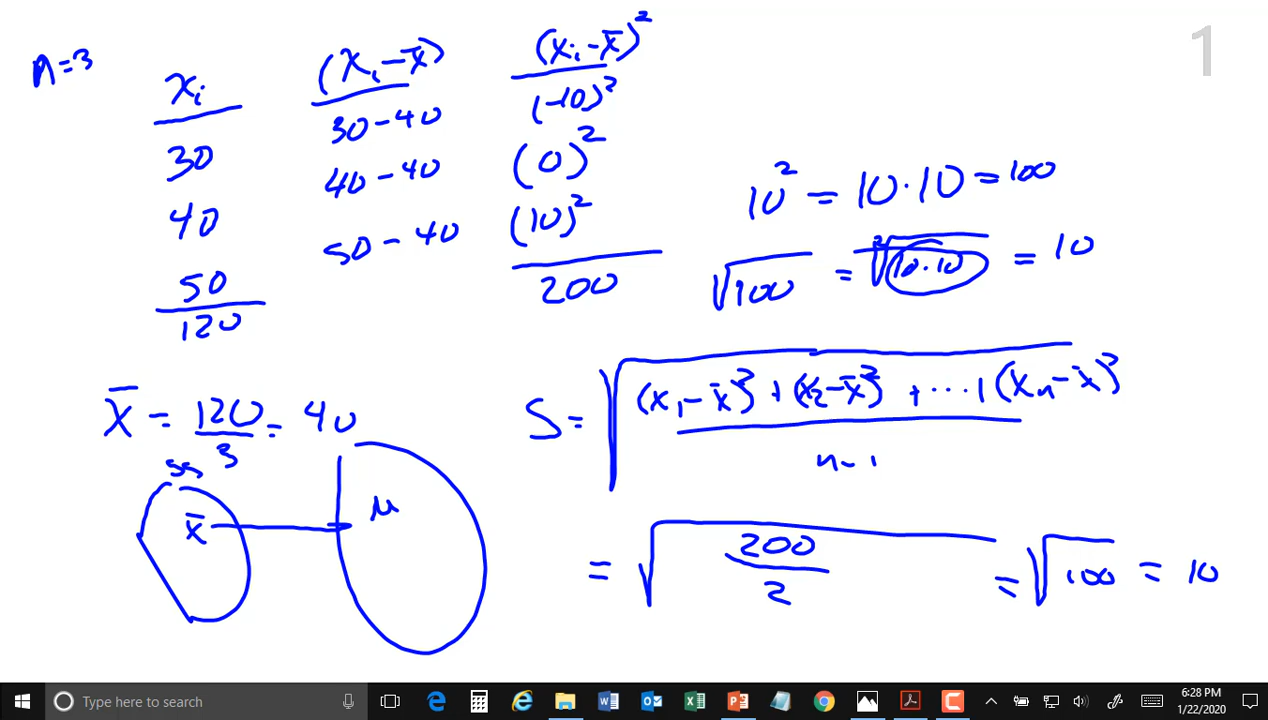 1
n=3
xᵢ (xᵢ-x̄) (xᵢ-x̄)²
30 30-40 (-10)²
40 40-40 (0)²
50 50-40 (10)²
120 200
10² = 10·10 = 100
√100 = ²√10·10 = 10
x̄ = 120/3 = 40
S = √((x₁-x̄)² + (x₂-x̄)² + ··· 1 (xₙ-x̄)² / n-1)
= √(200/2) = √100 = 10
x̄ μ
Type here to search
6:28 PM
1/22/2020